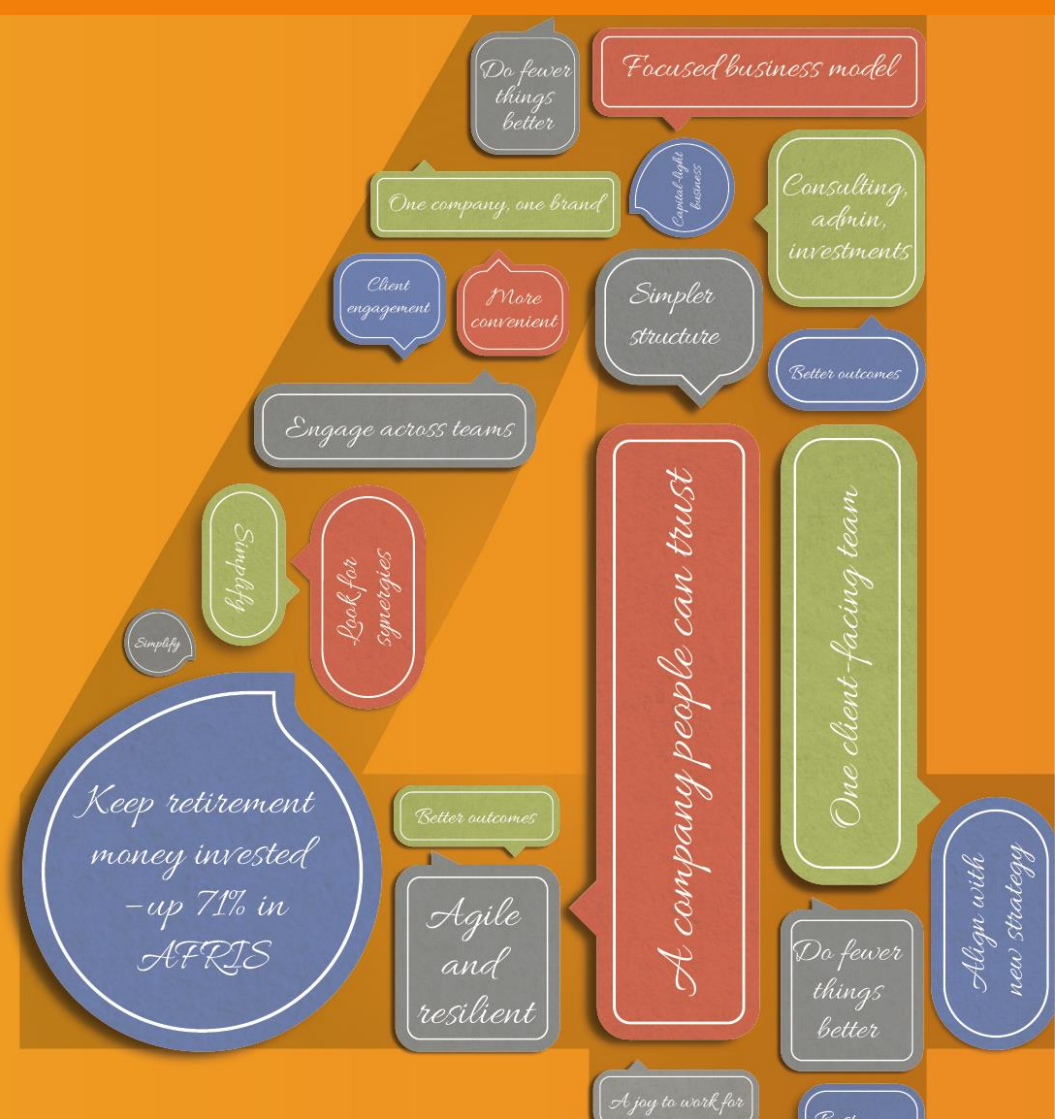 Do fewer
things
better
Focused business model
One company, one brand
Capital-light
business
Consulting,
admin,
investments
Client
engagement
More
convenient
Simpler
structure
Better outcomes
Engage across teams
Simplify
Look for
synergies
A company people can trust
One client-facing team
Simplify
Keep retirement
money invested
–up 71% in
AFRIS
Better outcomes
Agile
and
resilient
Do fewer
things
better
Align with
new strategy
A joy to work for